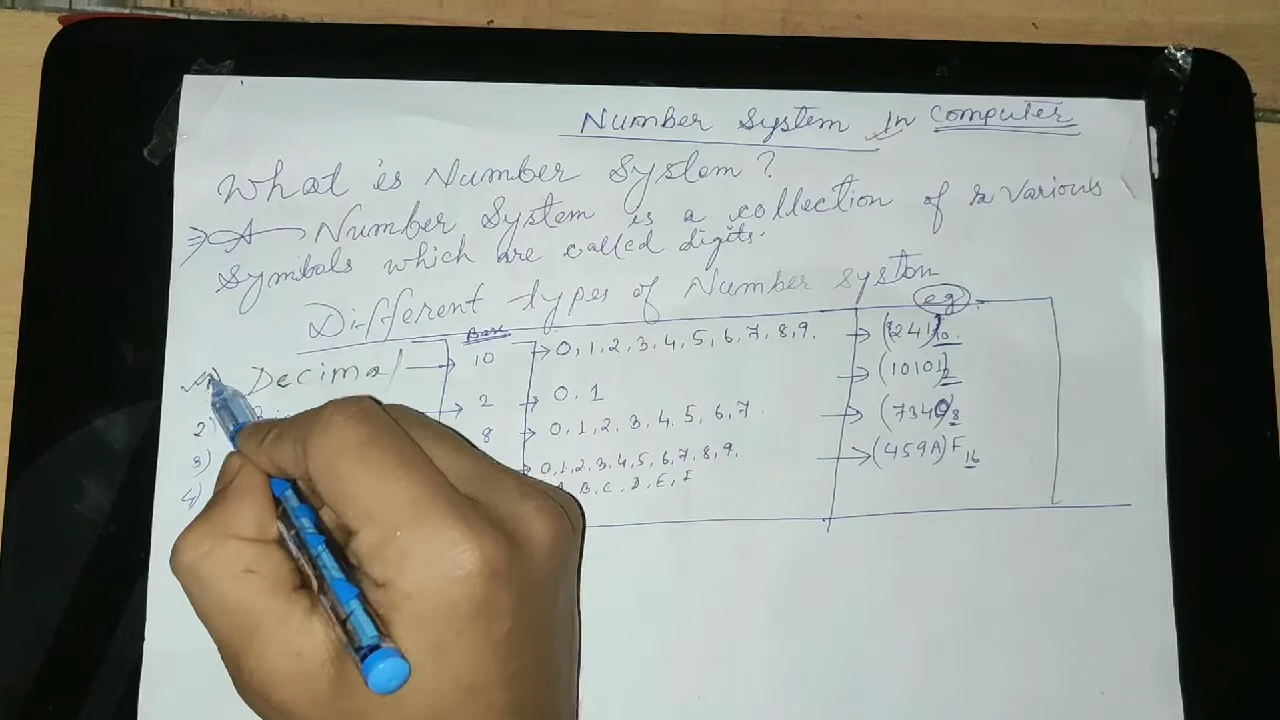 Number System in Computer
What is Number System?
⇒ Number System is a collection of various
Symbols which are called digits.
Different types of Number System
Base eg
Decimal → 10 → 0, 1, 2, 3, 4, 5, 6, 7, 8, 9. → (1241)10
2) → 2 → 0, 1 → (10101)2
3) 8 → 0, 1, 2, 3, 4, 5, 6, 7. → (734)8
4) 0, 1, 2, 3, 4, 5, 6, 7, 8, 9. → (459A)F 16
B, C, D, E, F